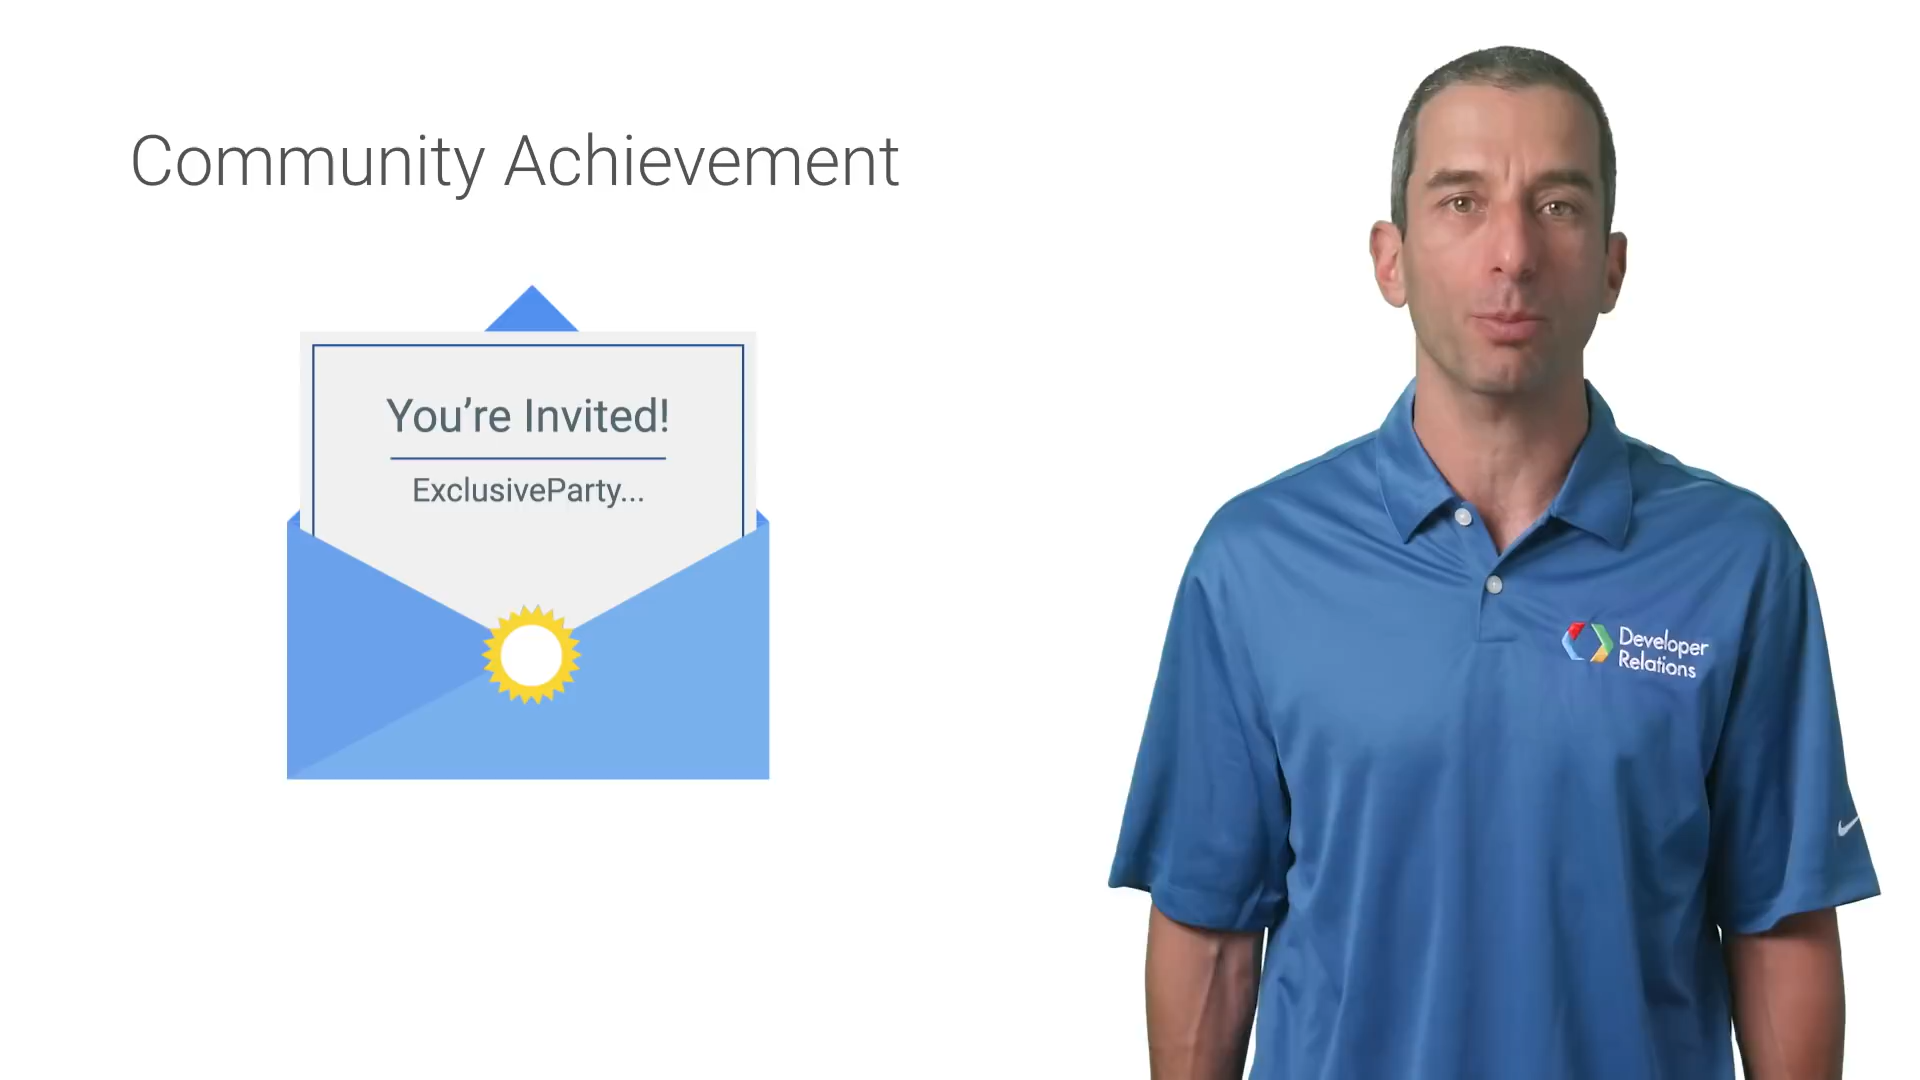 Community Achievement
You’re Invited!
ExclusiveParty...
Developer
Relations